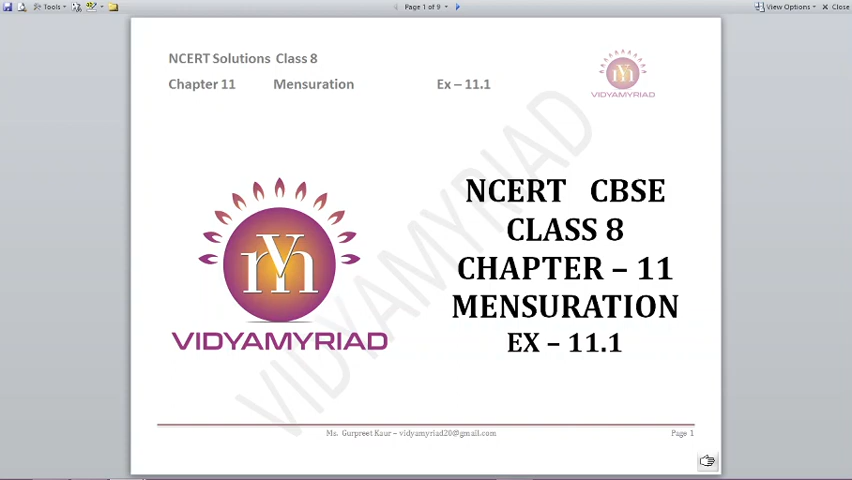 Tools
Page 1 of 9
View Options
Close
NCERT Solutions Class 8
Chapter 11 Mensuration Ex – 11.1
VIDYAMYRIAD
VIDYAMYRIAD
NCERT CBSE
CLASS 8
CHAPTER – 11
MENSURATION
EX – 11.1
vm
VIDYAMYRIAD
Ms. Gurpreet Kaur – vidyamyriad20@gmail.com
Page 1